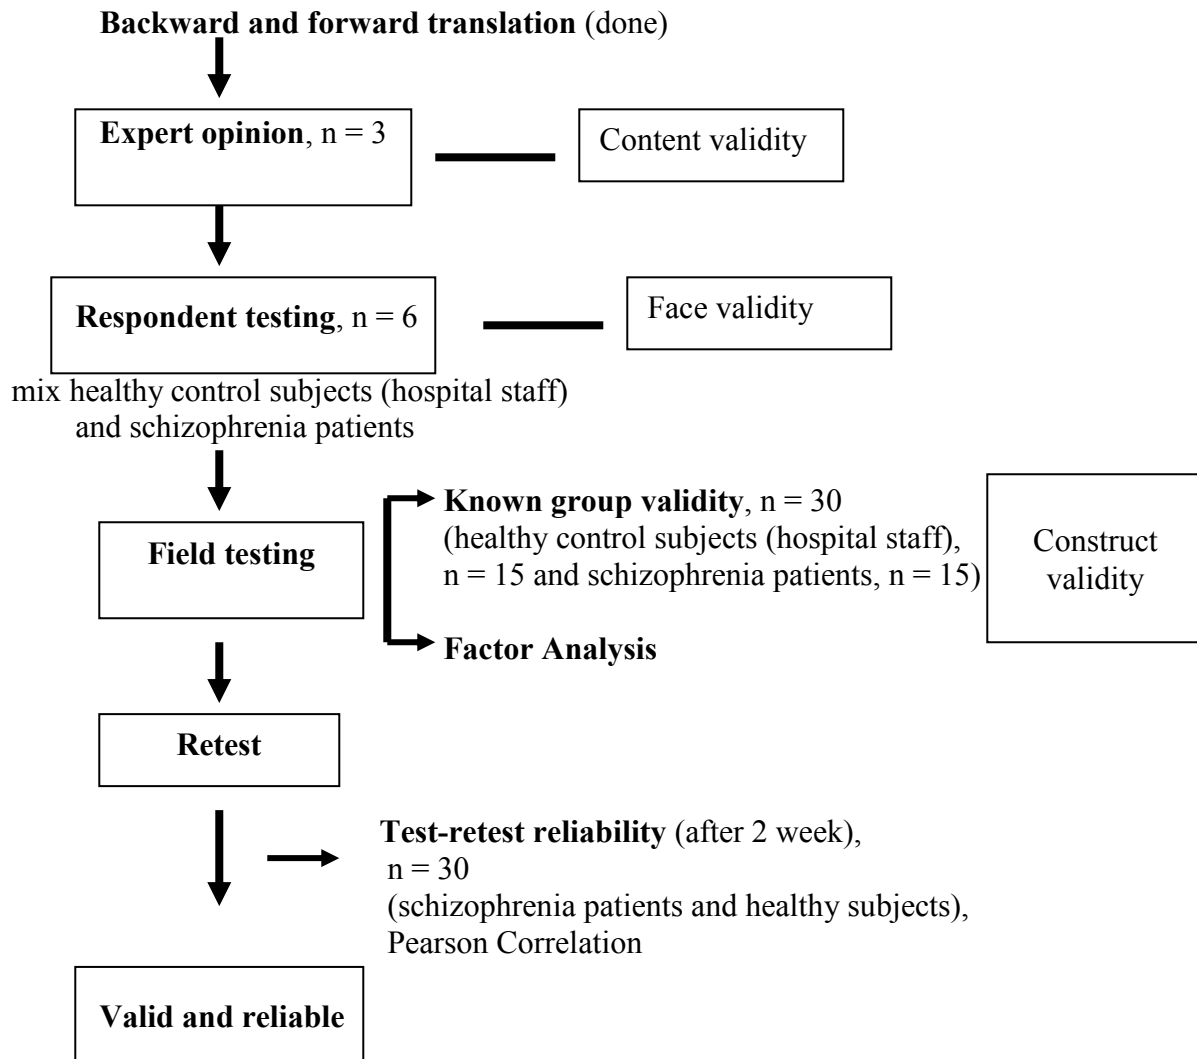 Backward and forward translation (done)
Expert opinion, n = 3
Content validity
Respondent testing, n = 6
Face validity
mix healthy control subjects (hospital staff)
and schizophrenia patients
Field testing
Known group validity, n = 30
(healthy control subjects (hospital staff),
n = 15 and schizophrenia patients, n = 15)
Factor Analysis
Construct
validity
Retest
Test-retest reliability (after 2 week),
n = 30
(schizophrenia patients and healthy subjects),
Pearson Correlation
Valid and reliable